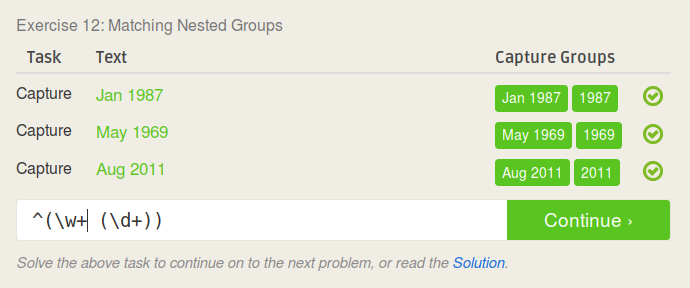 Exercise 12: Matching Nested Groups
Task Text Capture Groups
Capture Jan 1987 Jan 1987 1987
Capture May 1969 May 1969 1969
Capture Aug 2011 Aug 2011 2011
^(\w+ (\d+)) Continue ›
Solve the above task to continue on to the next problem, or read the Solution.